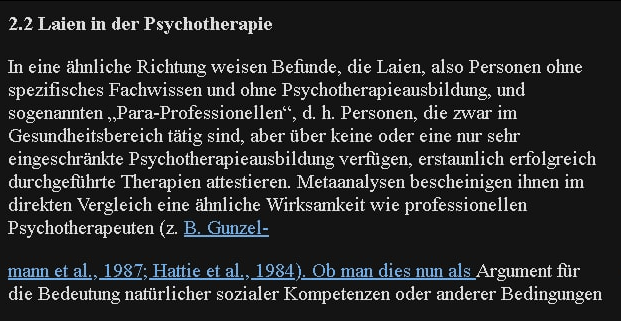 2.2 Laien in der Psychotherapie
In eine ähnliche Richtung weisen Befunde, die Laien, also Personen ohne
spezifisches Fachwissen und ohne Psychotherapieausbildung, und
sogenannten „Para-Professionellen“, d. h. Personen, die zwar im
Gesundheitsbereich tätig sind, aber über keine oder eine nur sehr
eingeschränkte Psychotherapieausbildung verfügen, erstaunlich erfolgreich
durchgeführte Therapien attestieren. Metaanalysen bescheinigen ihnen im
direkten Vergleich eine ähnliche Wirksamkeit wie professionellen
Psychotherapeuten (z. B. Gunzel-
mann et al., 1987; Hattie et al., 1984). Ob man dies nun als Argument für
die Bedeutung natürlicher sozialer Kompetenzen oder anderer Bedingungen